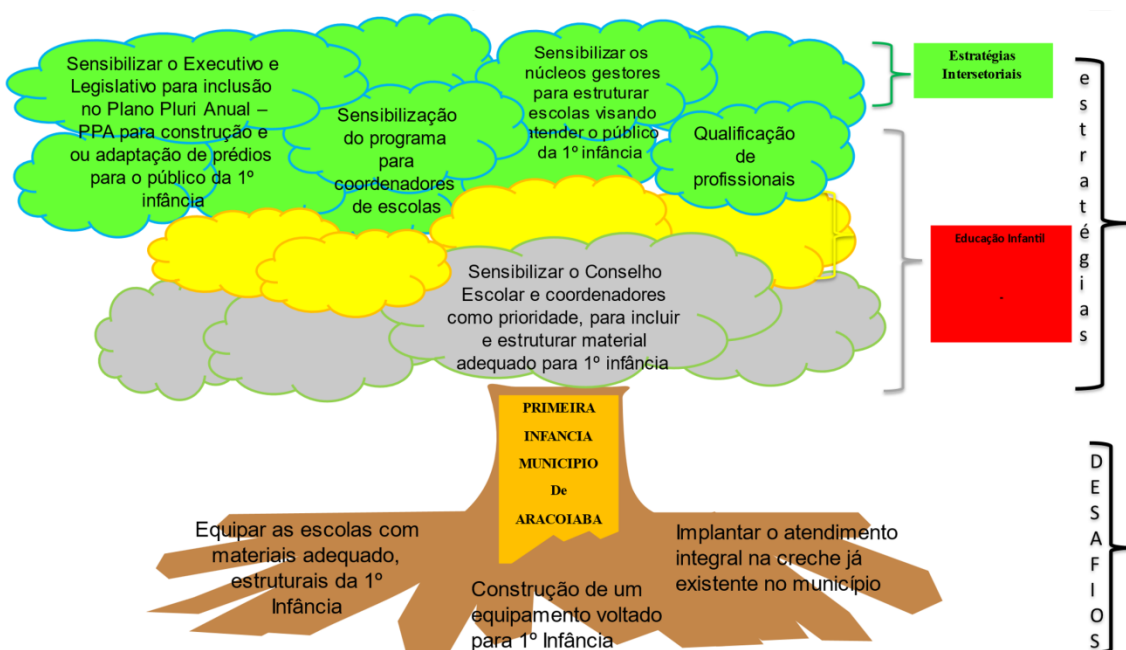 Sensibilizar o Executivo e
Legislativo para inclusão
no Plano Pluri Anual –
PPA para construção e
ou adaptação de prédios
para o público da 1º
infância
Sensibilização
do programa
para
coordenadores
de escolas
Sensibilizar os
núcleos gestores
para estruturar
escolas visando
atender o público
da 1º infância
Qualificação
de
profissionais
Estratégias
Intersetoriais
estratégias
Educação Infantil
.
Sensibilizar o Conselho
Escolar e coordenadores
como prioridade, para incluir
e estruturar material
adequado para 1º infância
PRIMEIRA
INFANCIA
MUNICIPIO
De
ARACOIABA
Equipar as escolas com
materiais adequado,
estruturais da 1º
Infância
Construção de um
equipamento voltado
para 1º Infância
Implantar o atendimento
integral na creche já
existente no município
DESAFIOS